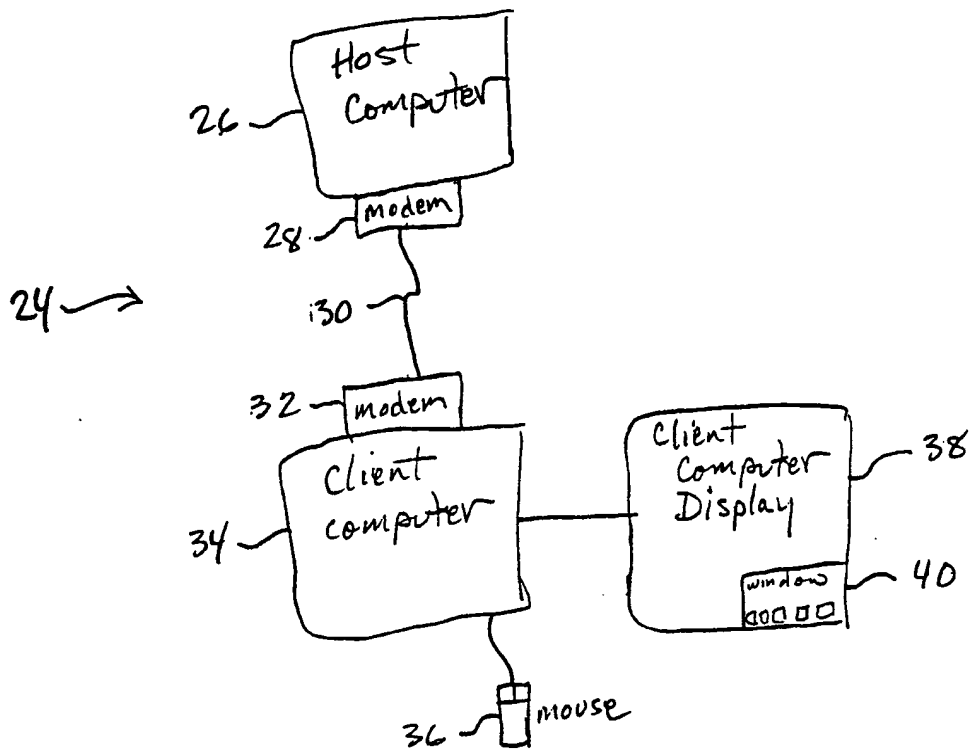 Host
Computer
26
modem
28
24
30
32
modem
Client
Computer
34
Client
Computer
Display
38
window
40
36
mouse